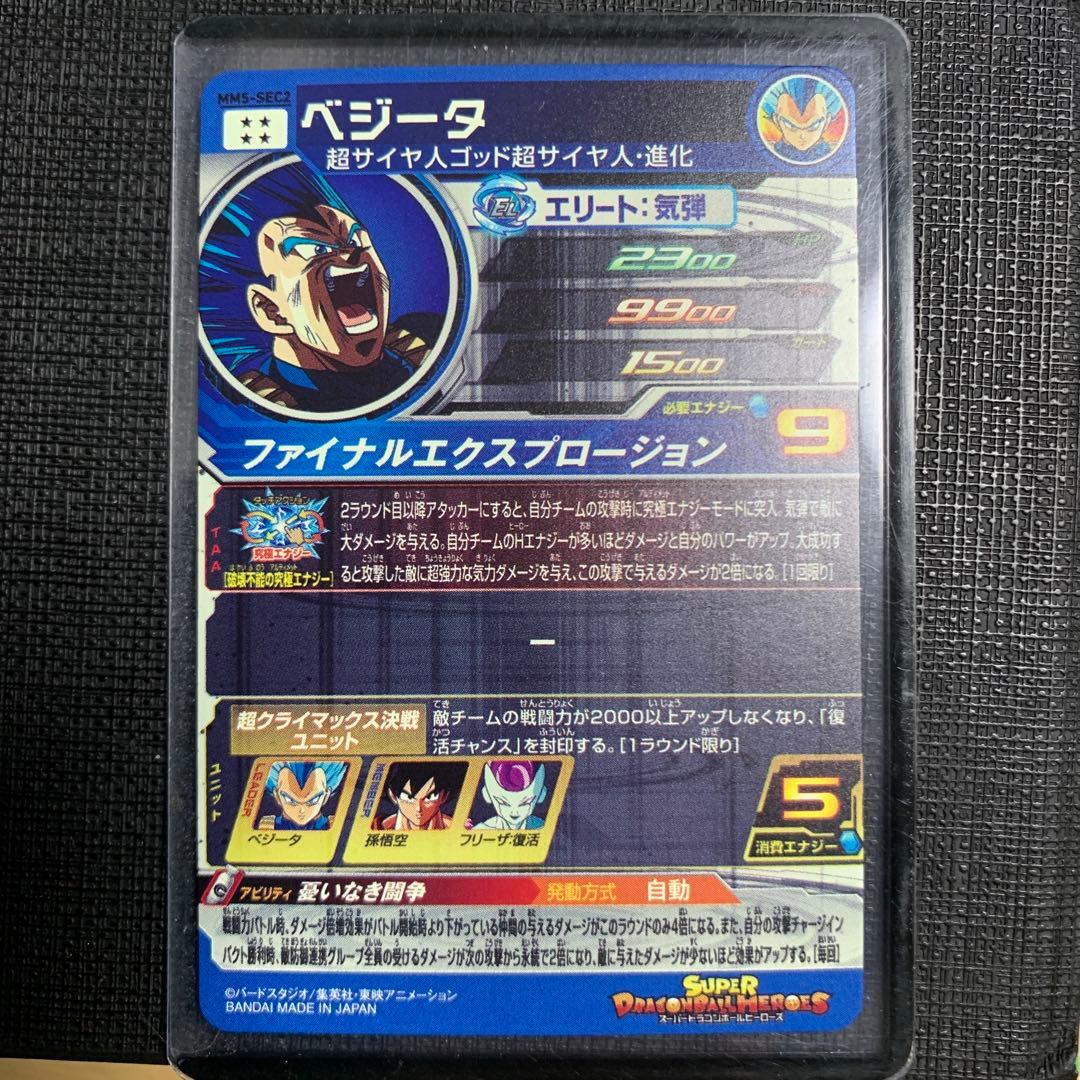 MM5-SEC2
ベジータ
超サイヤ人ゴッド超サイヤ人・進化
EL エリート:気弾
HP
2300
9900
ガード
1500
必要エナジー 9
ファイナルエクスプロージョン
TAA
タッチアクション
究極エナジー
[破壊不能の究極エナジー]
2ラウンド目以降アタッカーにすると、自分チームの攻撃時に究極エナジーモードに突入。気弾で敵に
大ダメージを与える。自分チームのHエナジーが多いほどダメージと自分のパワーがアップ。大成功す
ると攻撃した敵に超強力な気力ダメージを与え、この攻撃で与えるダメージが2倍になる。[1回限り]
ー
ユニット
超クライマックス決戦
ユニット
敵チームの戦闘力が2000以上アップしなくなり、「復
活チャンス」を封印する。[1ラウンド限り]
LEADER
ベジータ
MEMBER
孫悟空
フリーザ:復活
5
消費エナジー
アビリティ 憂いなき闘争 発動方式 自動
戦闘力バトル時、ダメージ倍増効果がバトル開始時より下がっている仲間の与えるダメージがこのラウンドのみ4倍になる。また、自分の攻撃チャージイン
パクト勝利時、敵防御連携グループ全員の受けるダメージが次の攻撃から永続で2倍になり、敵に与えたダメージが少ないほど効果がアップする。[毎回]
©バードスタジオ/集英社・東映アニメーション
BANDAI MADE IN JAPAN
SUPER
DRAGONBALL HEROES
スーパードラゴンボールヒーローズ